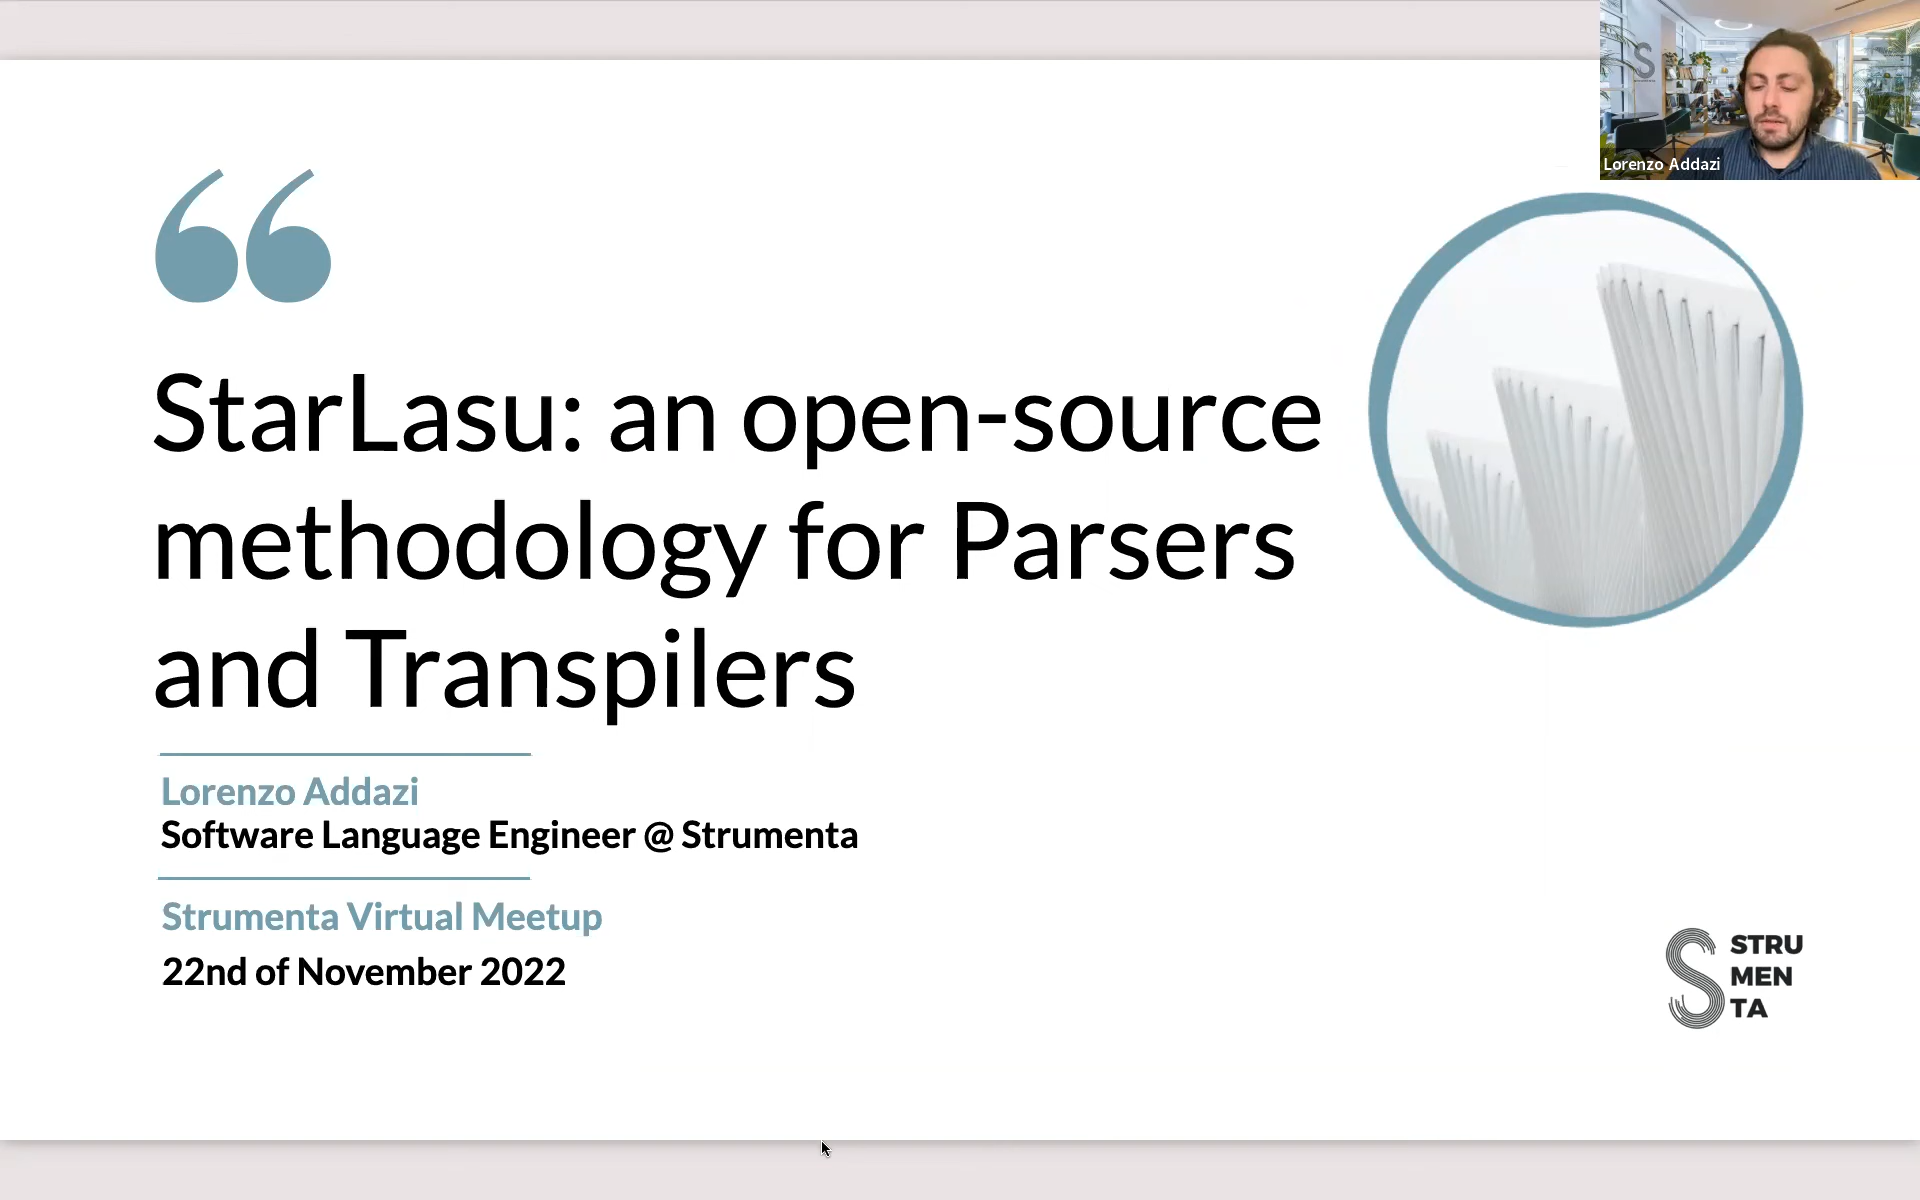 Lorenzo Addazi
StarLasu: an open-source
methodology for Parsers
and Transpilers
Lorenzo Addazi
Software Language Engineer @ Strumenta
Strumenta Virtual Meetup
22nd of November 2022
STRU
MEN
TA